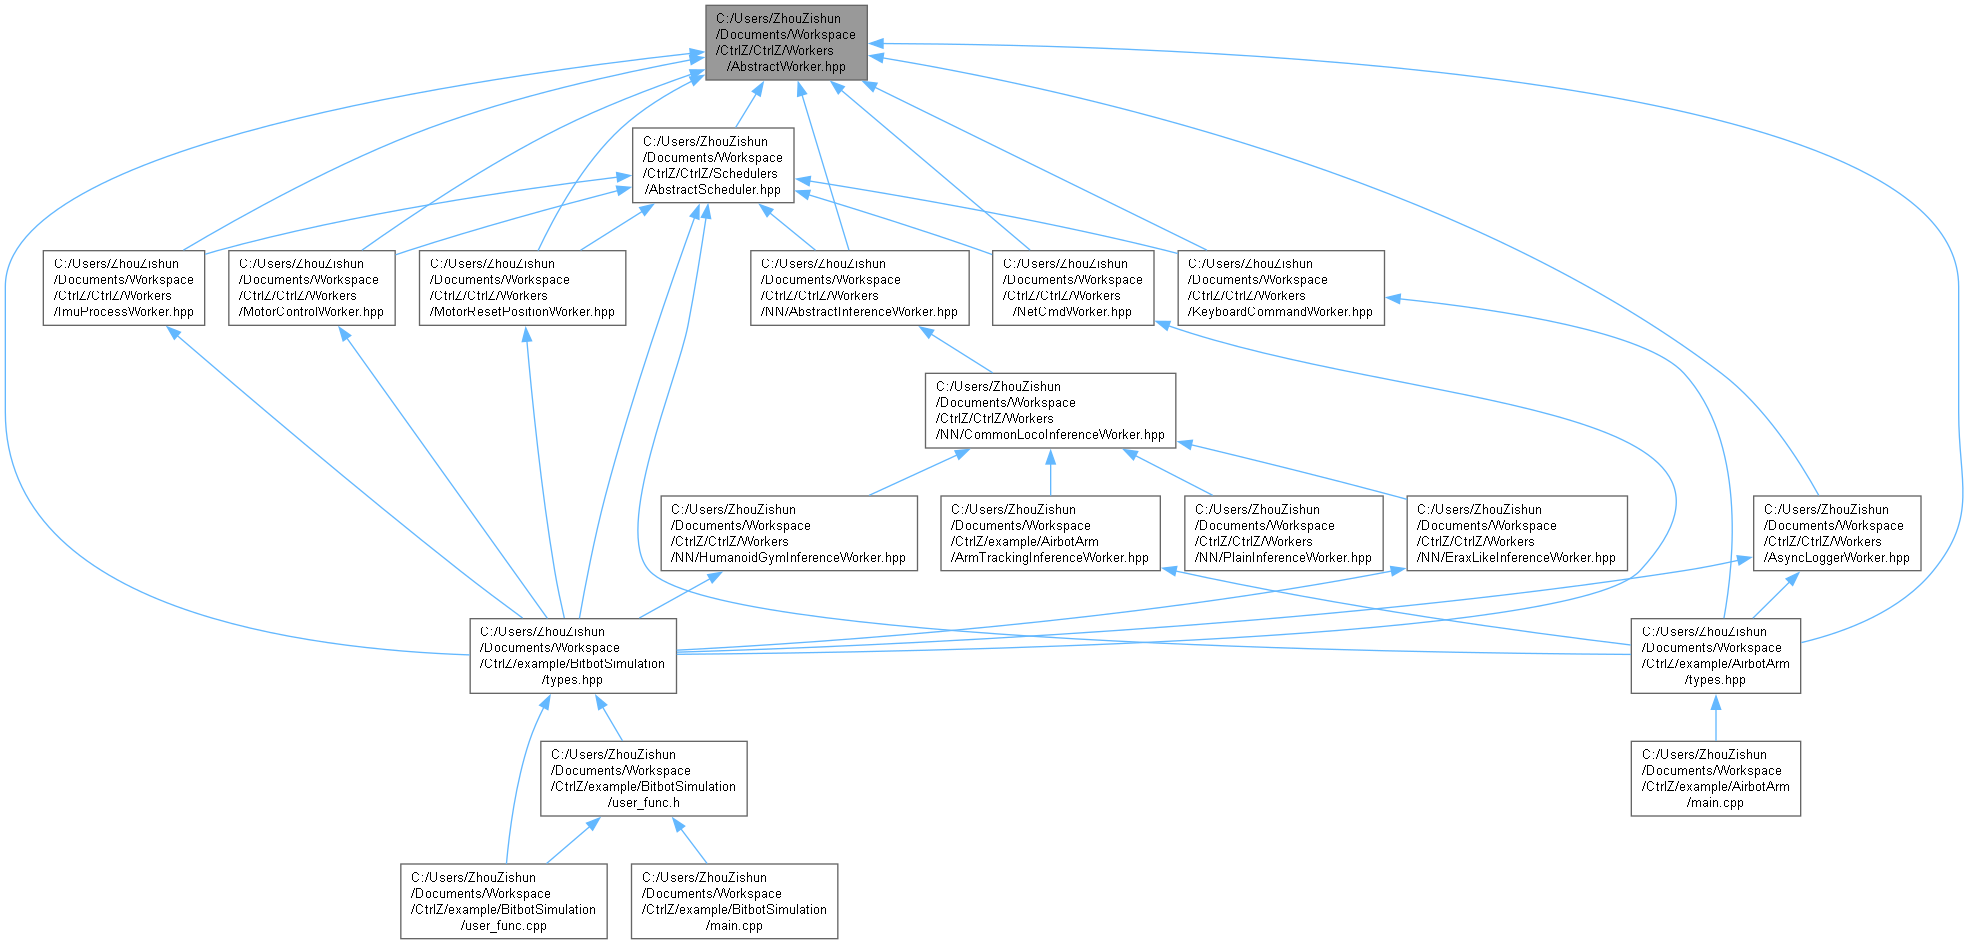 C:/Users/ZhouZishun
/Documents/Workspace
/CtrlZ/CtrlZ/Workers
/AbstractWorker.hpp
C:/Users/ZhouZishun
/Documents/Workspace
/CtrlZ/CtrlZ/Schedulers
/AbstractScheduler.hpp
C:/Users/ZhouZishun
/Documents/Workspace
/CtrlZ/CtrlZ/Workers
/ImuProcessWorker.hpp
C:/Users/ZhouZishun
/Documents/Workspace
/CtrlZ/CtrlZ/Workers
/MotorControlWorker.hpp
C:/Users/ZhouZishun
/Documents/Workspace
/CtrlZ/CtrlZ/Workers
/MotorResetPositionWorker.hpp
C:/Users/ZhouZishun
/Documents/Workspace
/CtrlZ/CtrlZ/Workers
/NN/AbstractInferenceWorker.hpp
C:/Users/ZhouZishun
/Documents/Workspace
/CtrlZ/CtrlZ/Workers
/NetCmdWorker.hpp
C:/Users/ZhouZishun
/Documents/Workspace
/CtrlZ/CtrlZ/Workers
/KeyboardCommandWorker.hpp
C:/Users/ZhouZishun
/Documents/Workspace
/CtrlZ/CtrlZ/Workers
/NN/CommonLocoInferenceWorker.hpp
C:/Users/ZhouZishun
/Documents/Workspace
/CtrlZ/CtrlZ/Workers
/NN/HumanoidGymInferenceWorker.hpp
C:/Users/ZhouZishun
/Documents/Workspace
/CtrlZ/example/AirbotArm
/ArmTrackingInferenceWorker.hpp
C:/Users/ZhouZishun
/Documents/Workspace
/CtrlZ/CtrlZ/Workers
/NN/PlainInferenceWorker.hpp
C:/Users/ZhouZishun
/Documents/Workspace
/CtrlZ/CtrlZ/Workers
/NN/EraxLikeInferenceWorker.hpp
C:/Users/ZhouZishun
/Documents/Workspace
/CtrlZ/CtrlZ/Workers
/AsyncLoggerWorker.hpp
C:/Users/ZhouZishun
/Documents/Workspace
/CtrlZ/example/BitbotSimulation
/types.hpp
C:/Users/ZhouZishun
/Documents/Workspace
/CtrlZ/example/AirbotArm
/types.hpp
C:/Users/ZhouZishun
/Documents/Workspace
/CtrlZ/example/BitbotSimulation
/user_func.h
C:/Users/ZhouZishun
/Documents/Workspace
/CtrlZ/example/AirbotArm
/main.cpp
C:/Users/ZhouZishun
/Documents/Workspace
/CtrlZ/example/BitbotSimulation
/user_func.cpp
C:/Users/ZhouZishun
/Documents/Workspace
/CtrlZ/example/BitbotSimulation
/main.cpp